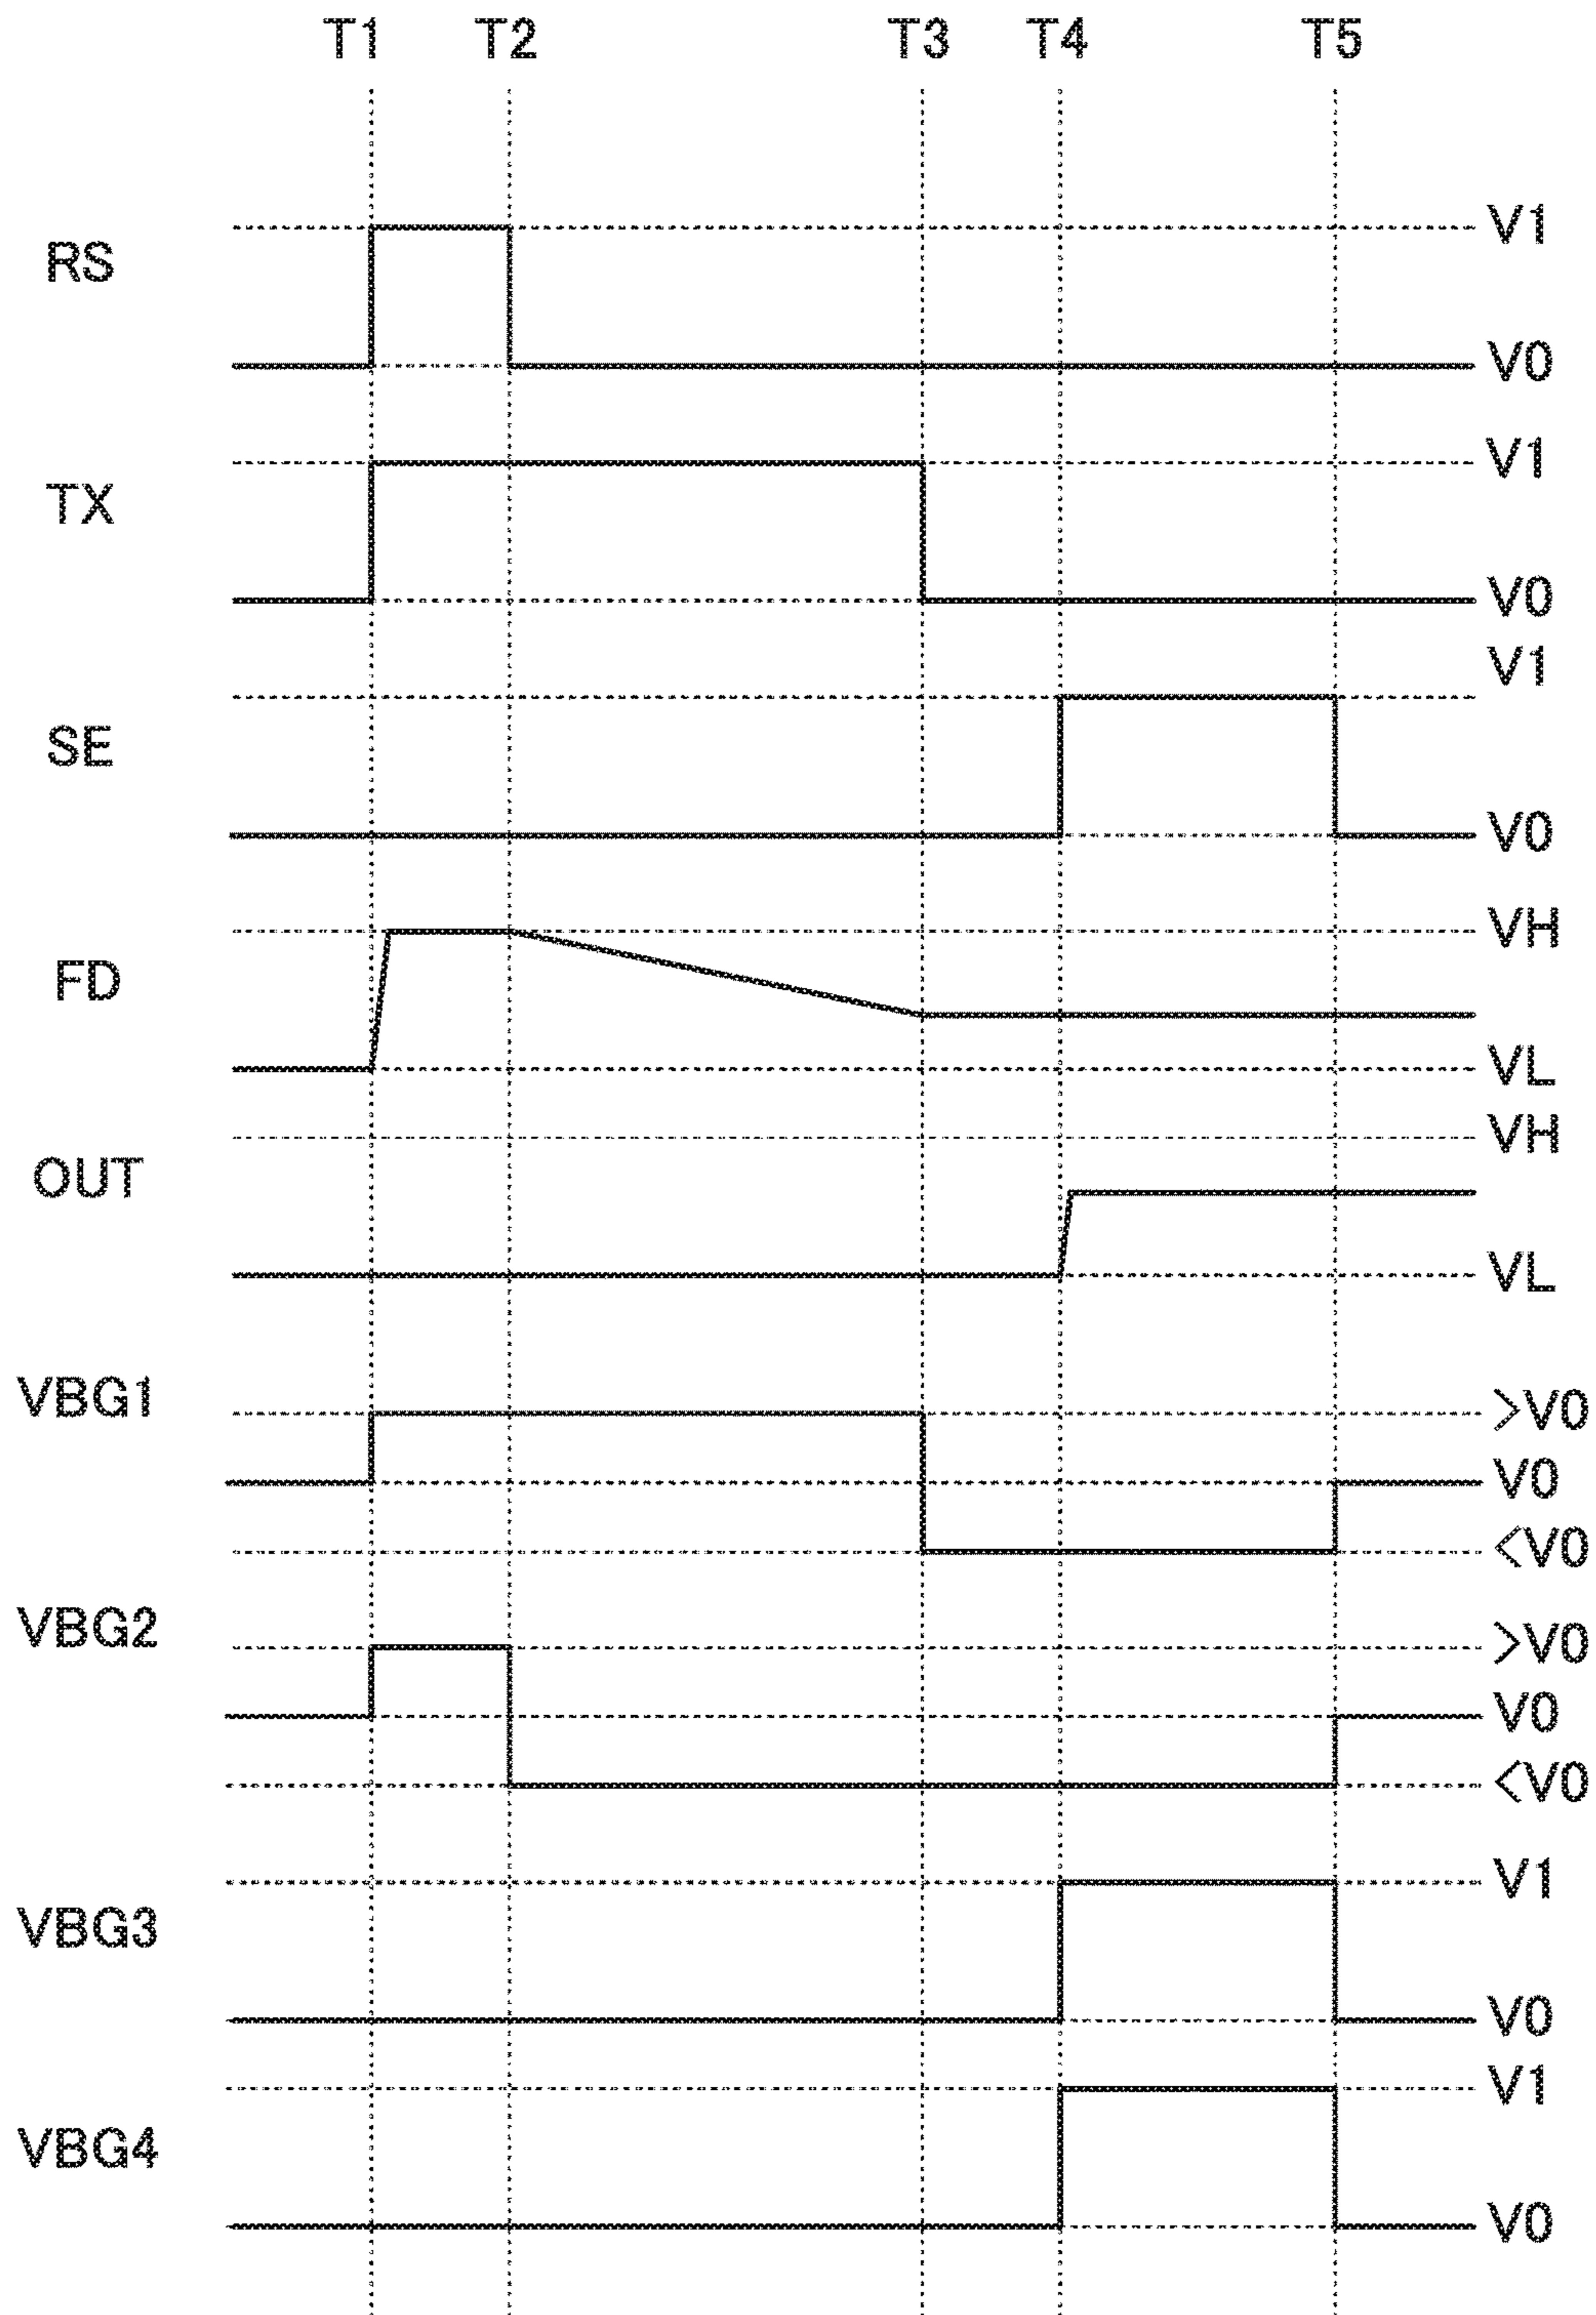 T1 T2 T3 T4 T5
V1
RS
V0
V1
TX
V0
V1
SE
V0
VH
FD
VL
VH
OUT
VL
VBG1
>V0
V0
<V0
VBG2
>V0
V0
<V0
V1
VBG3
V0
V1
VBG4
V0